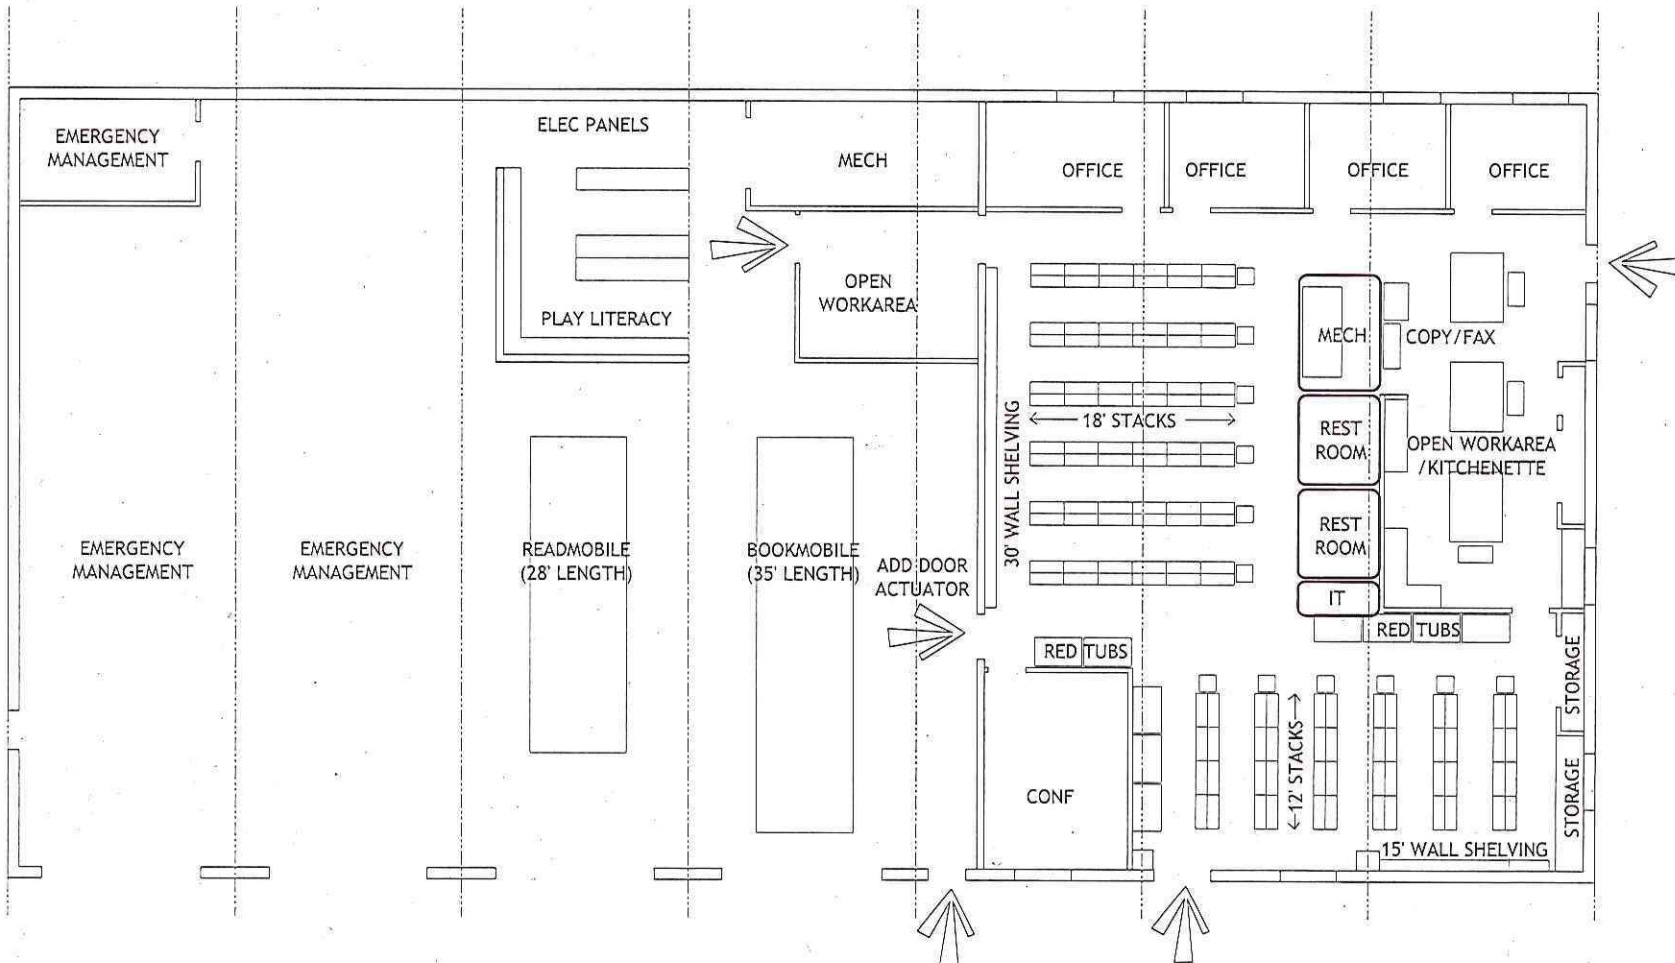 EMERGENCY
MANAGEMENT
ELEC PANELS
MECH
OFFICE
OFFICE
OFFICE
OFFICE
OPEN
WORKAREA
PLAY LITERACY
MECH
COPY/FAX
30' WALL SHELVING
18' STACKS
REST
ROOM
OPEN WORKAREA
/KITCHENETTE
REST
ROOM
EMERGENCY
MANAGEMENT
EMERGENCY
MANAGEMENT
READMOBILE
(28' LENGTH)
BOOKMOBILE
(35' LENGTH)
ADD DOOR
ACTUATOR
IT
RED TUBS
RED TUBS
STORAGE
12' STACKS
CONF
STORAGE
15' WALL SHELVING